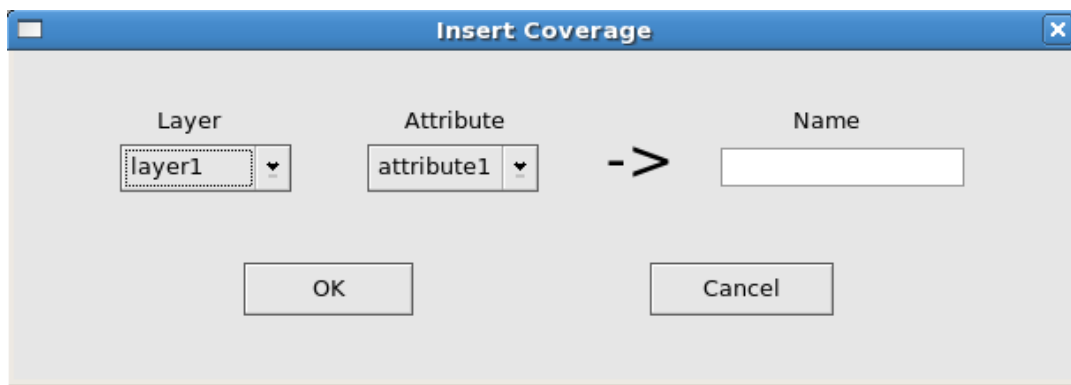 Insert Coverage
Layer Attribute Name
layer1 attribute1 ->
OK Cancel